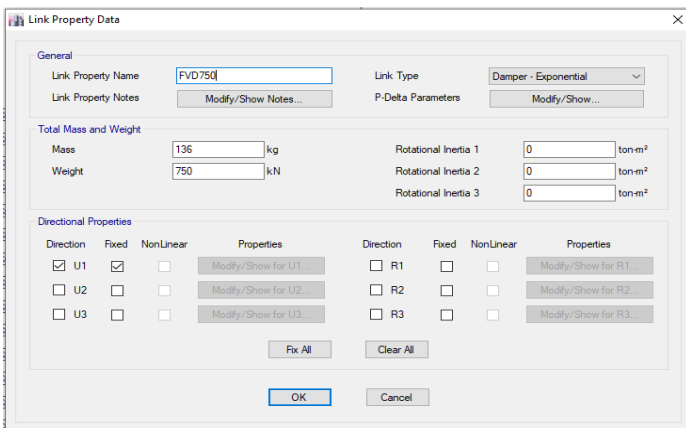 Link Property Data
General
Link Property Name FVD750 Link Type Damper - Exponential
Link Property Notes Modify/Show Notes... P-Delta Parameters Modify/Show...
Total Mass and Weight
Mass 136 kg Rotational Inertia 1 0 ton-m²
Weight 750 kN Rotational Inertia 2 0 ton-m²
Rotational Inertia 3 0 ton-m²
Directional Properties
Direction Fixed NonLinear Properties Direction Fixed NonLinear Properties
U1 Modify/Show for U1... R1 Modify/Show for R1...
U2 Modify/Show for U2... R2 Modify/Show for R2...
U3 Modify/Show for U3... R3 Modify/Show for R3...
Fix All Clear All
OK Cancel